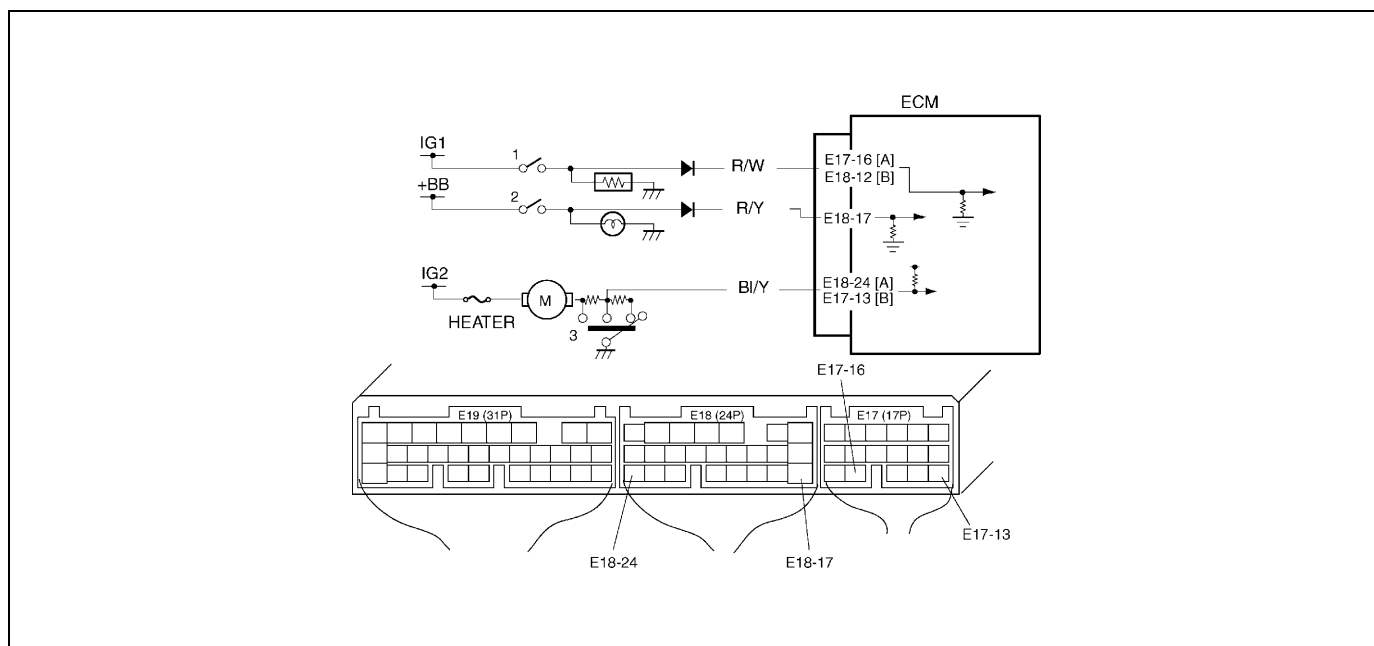 ECM
IG1
1
R/W
E17-16 [A]
E18-12 [B]
+BB
2
R/Y
E18-17
IG2
M
HEATER
3
Bl/Y
E18-24 [A]
E17-13 [B]
E17-16
E19 (31P)
E18 (24P)
E17 (17P)
E17-13
E18-24
E18-17